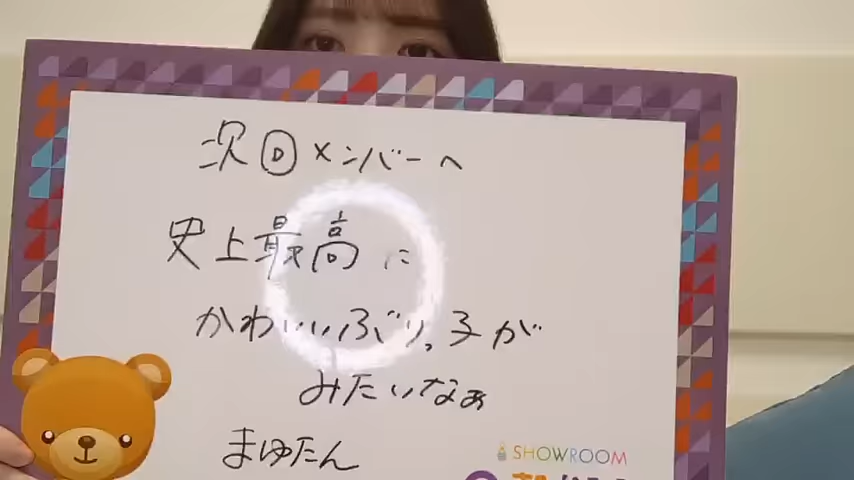 次回メンバーへ
史上最高に
かわいいぶりっ子が
みたいなぁ
まゆたん
SHOWROOM